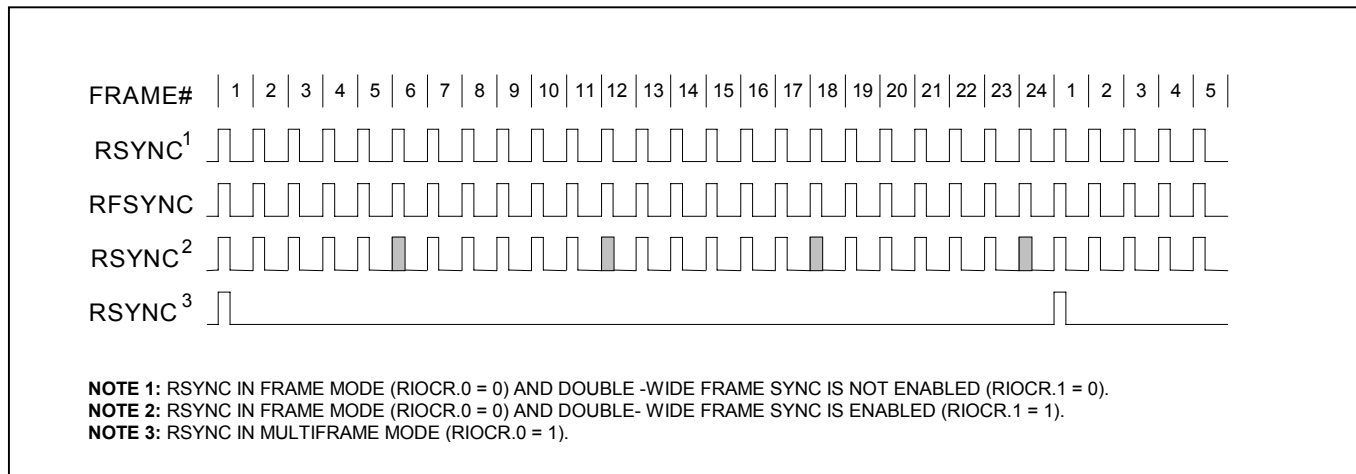 FRAME# 1 2 3 4 5 6 7 8 9 10 11 12 13 14 15 16 17 18 19 20 21 22 23 24 1 2 3 4 5
RSYNC1
RFSYNC
RSYNC2
RSYNC3
NOTE 1: RSYNC IN FRAME MODE (RIOCR.0 = 0) AND DOUBLE -WIDE FRAME SYNC IS NOT ENABLED (RIOCR.1 = 0).
NOTE 2: RSYNC IN FRAME MODE (RIOCR.0 = 0) AND DOUBLE- WIDE FRAME SYNC IS ENABLED (RIOCR.1 = 1).
NOTE 3: RSYNC IN MULTIFRAME MODE (RIOCR.0 = 1).